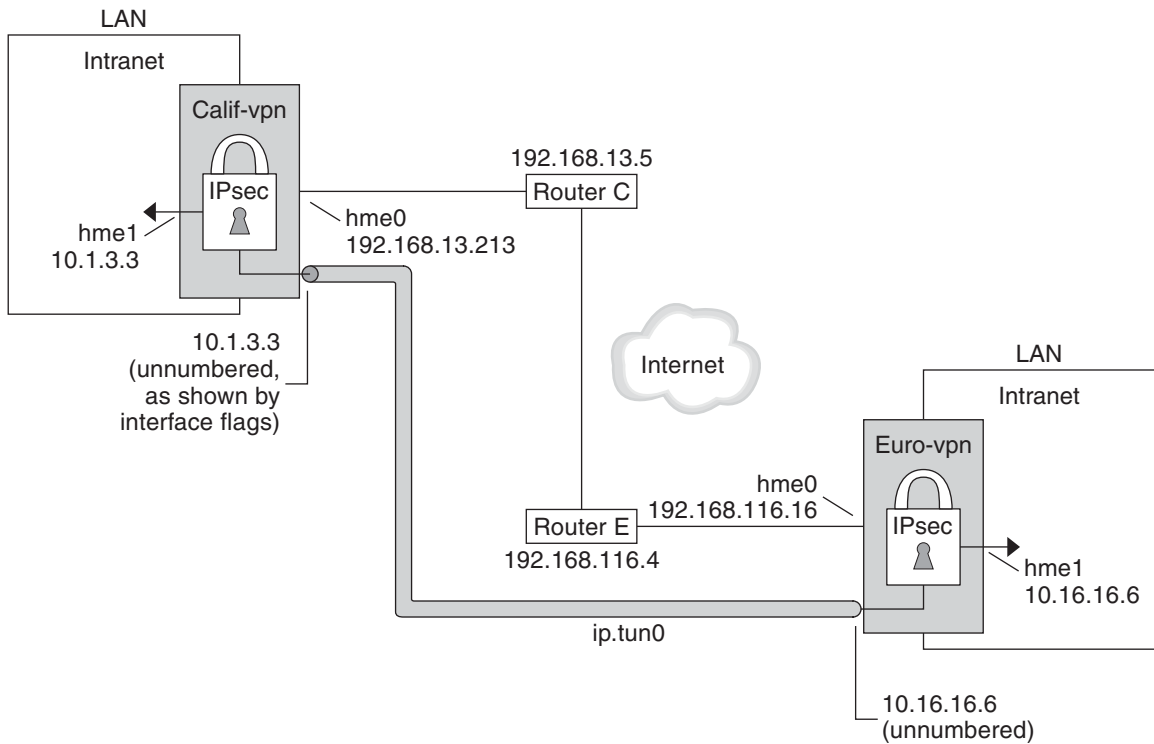 LAN
Intranet
Calif-vpn
IPsec
hme1
10.1.3.3
hme0
192.168.13.213
192.168.13.5
Router C
10.1.3.3
(unnumbered,
as shown by
interface flags)
Internet
LAN
Intranet
Euro-vpn
IPsec
hme0
192.168.116.16
Router E
192.168.116.4
hme1
10.16.16.6
ip.tun0
10.16.16.6
(unnumbered)